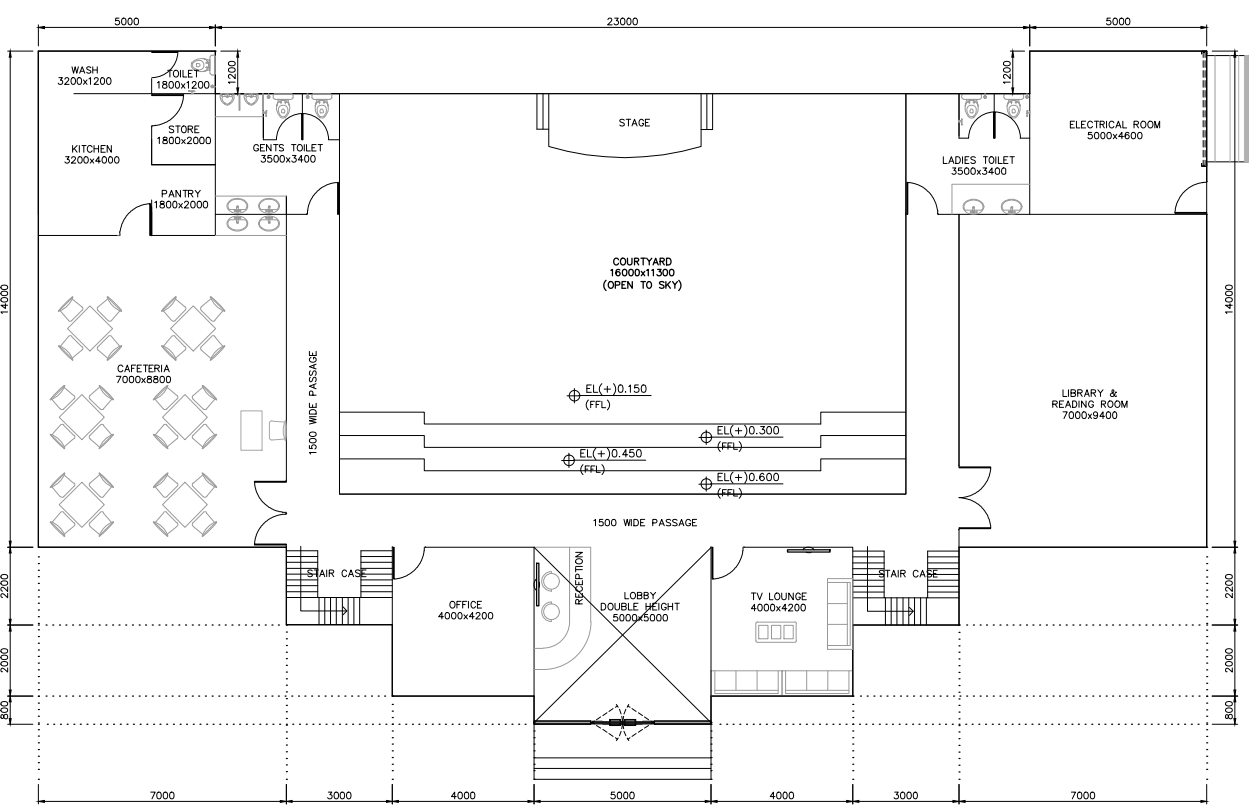 5000
23000
5000
WASH
3200x1200
TOILET
1800x1200
1200
1200
STORE
1800x2000
KITCHEN
3200x4000
GENTS TOILET
3500x3400
STAGE
LADIES TOILET
3500x3400
ELECTRICAL ROOM
5000x4600
PANTRY
1800x2000
COURTYARD
16000x11300
(OPEN TO SKY)
14000
14000
CAFETERIA
7000x8800
1500 WIDE PASSAGE
EL(+)0.150
(FFL)
LIBRARY &
READING ROOM
7000x9400
EL(+)0.300
(FFL)
EL(+)0.450
(FFL)
EL(+)0.600
(FFL)
1500 WIDE PASSAGE
2200
STAIR CASE
OFFICE
4000x4200
RECEPTION
LOBBY
DOUBLE HEIGHT
5000x5000
TV LOUNGE
4000x4200
STAIR CASE
2200
2000
2000
800
800
7000
3000
4000
5000
4000
3000
7000